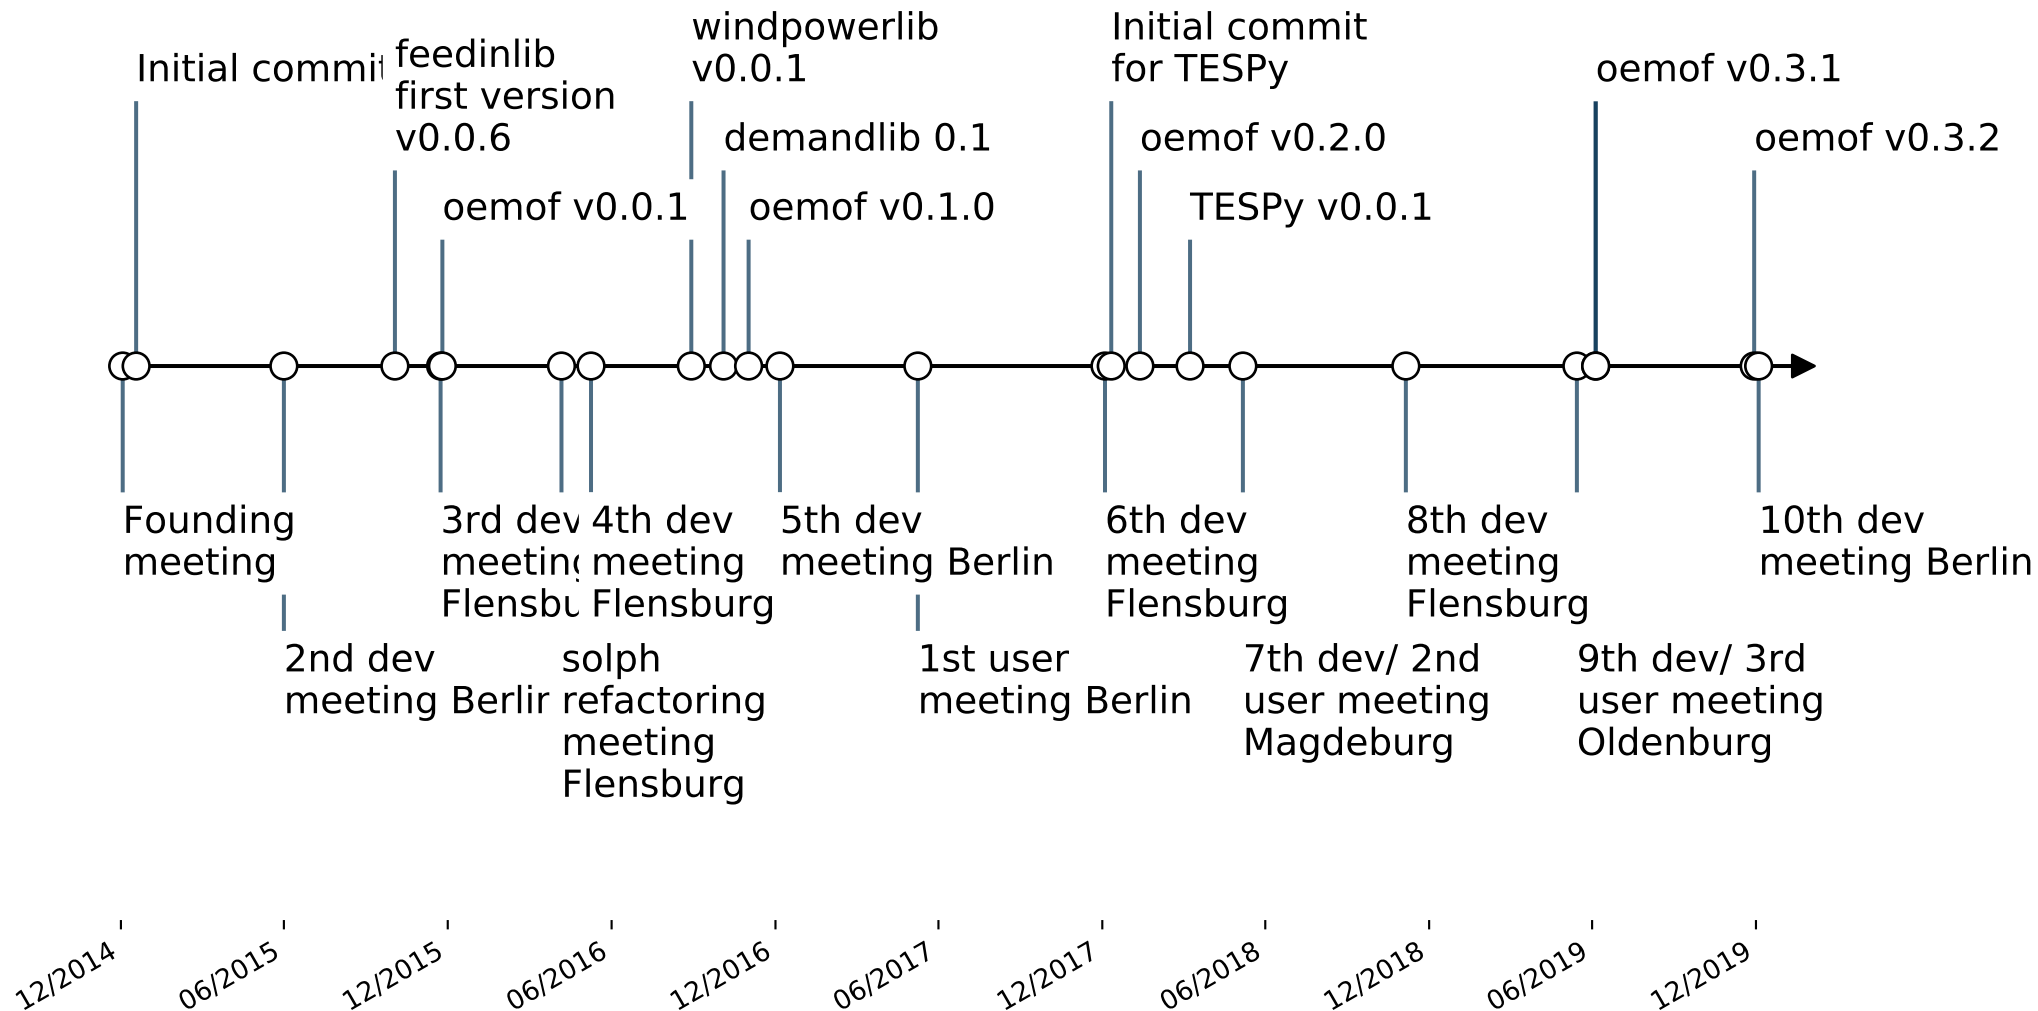 Initial commit
feedinlib
first version
v0.0.6
oemof v0.0.1
windpowerlib
v0.0.1
demandlib 0.1
oemof v0.1.0
Initial commit
for TESPy
oemof v0.2.0
TESPy v0.0.1
oemof v0.3.1
oemof v0.3.2
Founding
meeting
2nd dev
meeting Berlin
3rd dev
meeting
Flensbu
solph
refactoring
meeting
Flensburg
4th dev
meeting
Flensburg
5th dev
meeting Berlin
1st user
meeting Berlin
6th dev
meeting
Flensburg
7th dev/ 2nd
user meeting
Magdeburg
8th dev
meeting
Flensburg
9th dev/ 3rd
user meeting
Oldenburg
10th dev
meeting Berlin
12/2014
06/2015
12/2015
06/2016
12/2016
06/2017
12/2017
06/2018
12/2018
06/2019
12/2019